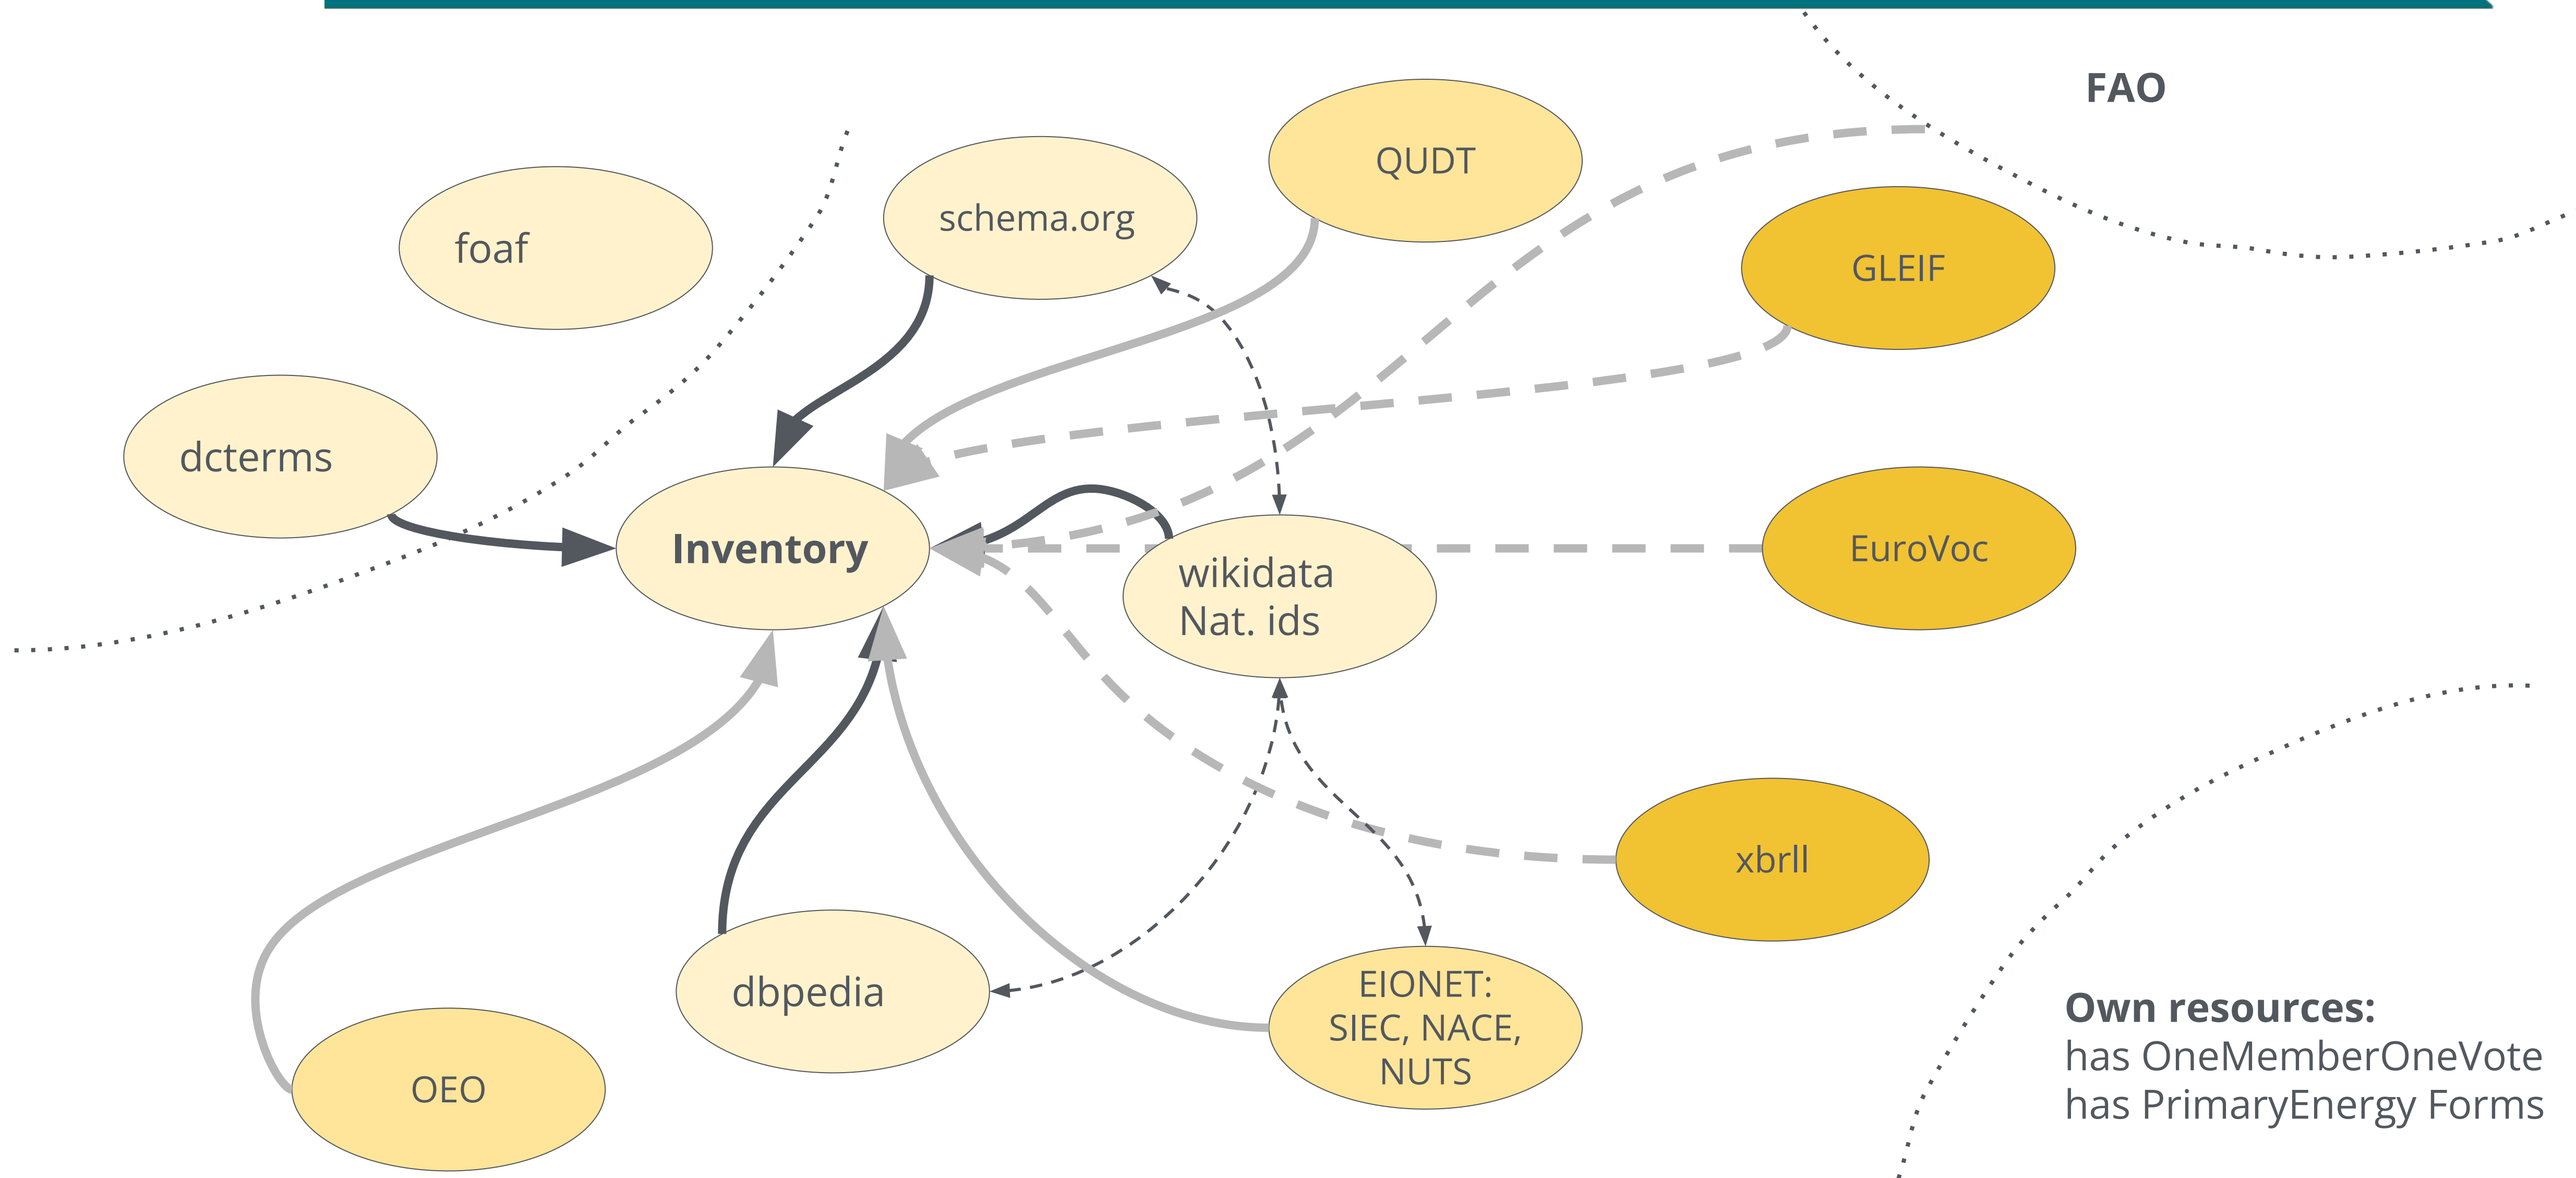 FAO
QUDT
schema.org
foaf
GLEIF
dcterms
Inventory
EuroVoc
wikidata
Nat. ids
xbrll
dbpedia
EIONET:
SIEC, NACE,
NUTS
OEO
Own resources:
has OneMemberOneVote
has PrimaryEnergy Forms